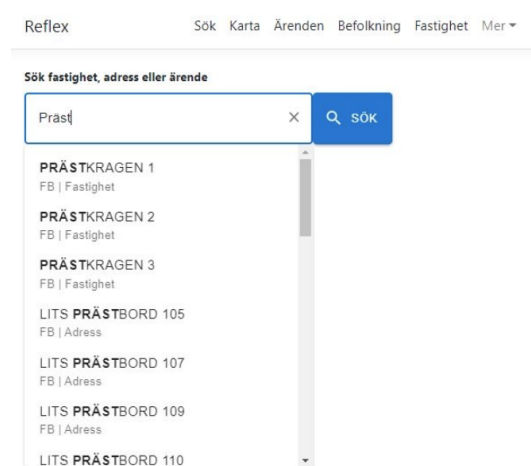 Reflex Sök Karta Ärenden Befolkning Fastighet Mer
Sök fastighet, adress eller ärende
Präst SÖK
PRÄSTKRAGEN 1
FB | Fastighet
PRÄSTKRAGEN 2
FB | Fastighet
PRÄSTKRAGEN 3
FB | Fastighet
LITS PRÄSTBORD 105
FB | Adress
LITS PRÄSTBORD 107
FB | Adress
LITS PRÄSTBORD 109
FB | Adress
LITS PRÄSTBORD 110